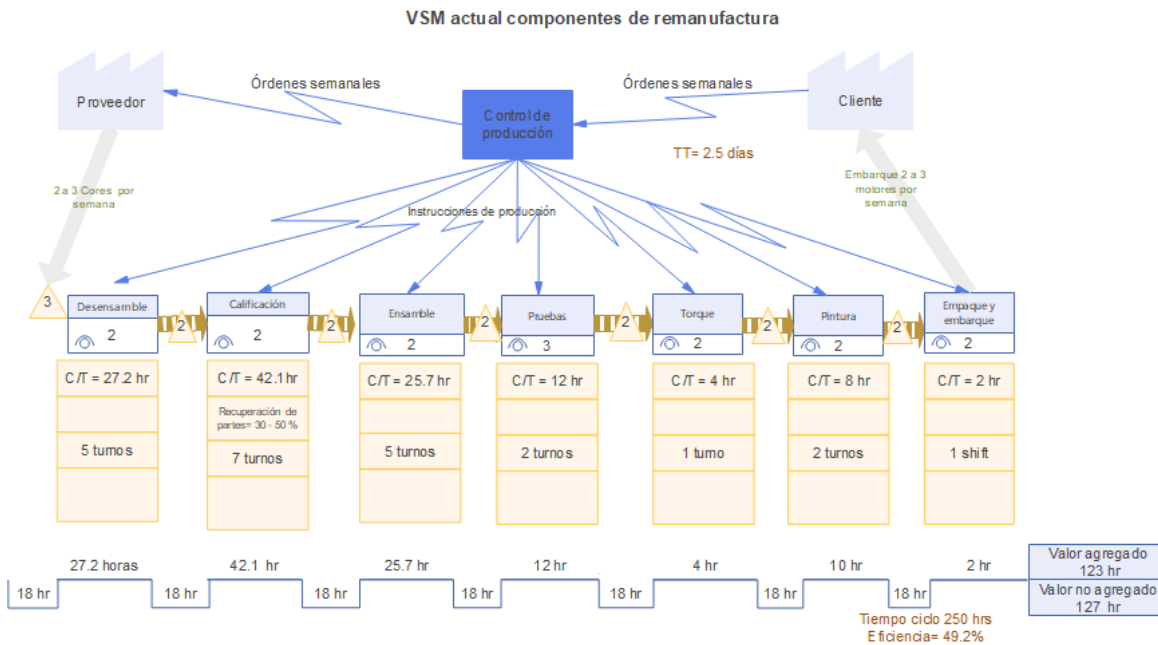 VSM actual componentes de remanufactura
Proveedor
Órdenes semanales
Control de
producción
Órdenes semanales
Cliente
TT= 2.5 días
2 a 3 Cores por
semana
Embarque 2 a 3
motores por
semana
Instrucciones de producción
3
Desensamble
2
2
Calificación
2
2
Ensamble
2
2
Pruebas
3
2
Torque
2
2
Pintura
2
2
Empaque y
embarque
2
C/T = 27.2 hr
5 turnos
C/T = 42.1 hr
Recuperación de
partes= 30 - 50 %
7 turnos
C/T = 25.7 hr
5 turnos
C/T = 12 hr
2 turnos
C/T = 4 hr
1 turno
C/T = 8 hr
2 turnos
C/T = 2 hr
1 shift
18 hr
27.2 horas
18 hr
42.1 hr
18 hr
25.7 hr
18 hr
12 hr
18 hr
4 hr
18 hr
10 hr
18 hr
2 hr
Valor agregado
123 hr
Valor no agregado
127 hr
Tiempo ciclo 250 hrs
Eficiencia= 49.2%